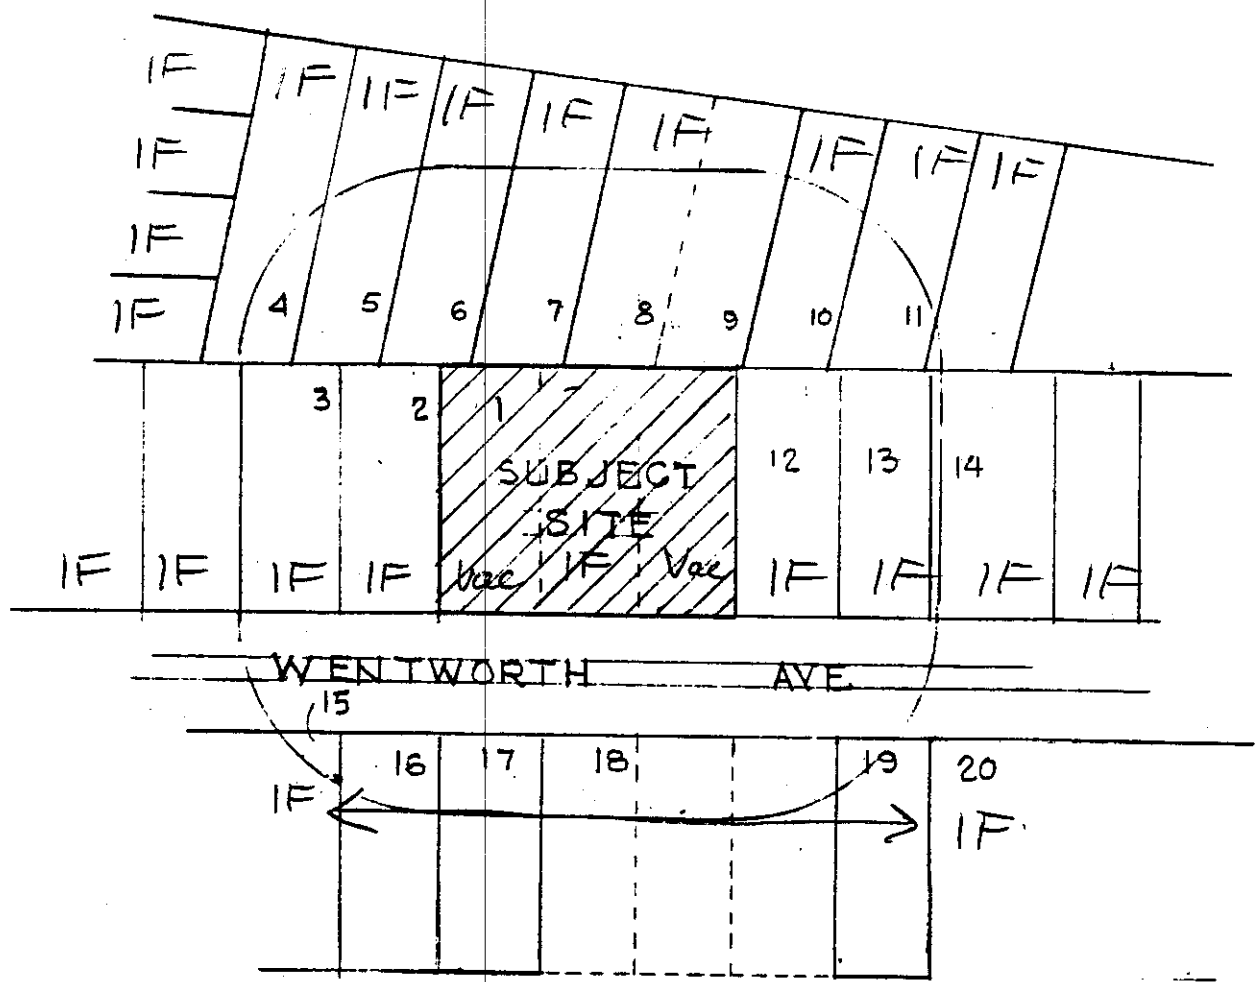 1F
1F 1F 1F 1F 1F 1F 1F 1F
1F
1F
1F
4 5 6 7 8 9 10 11
3 2 1 12 13 14
SUBJECT
SITE
1F 1F 1F 1F Vac 1F Vac 1F 1F 1F 1F
WENTWORTH AVE.
15
16 17 18 19 20
1F 1F